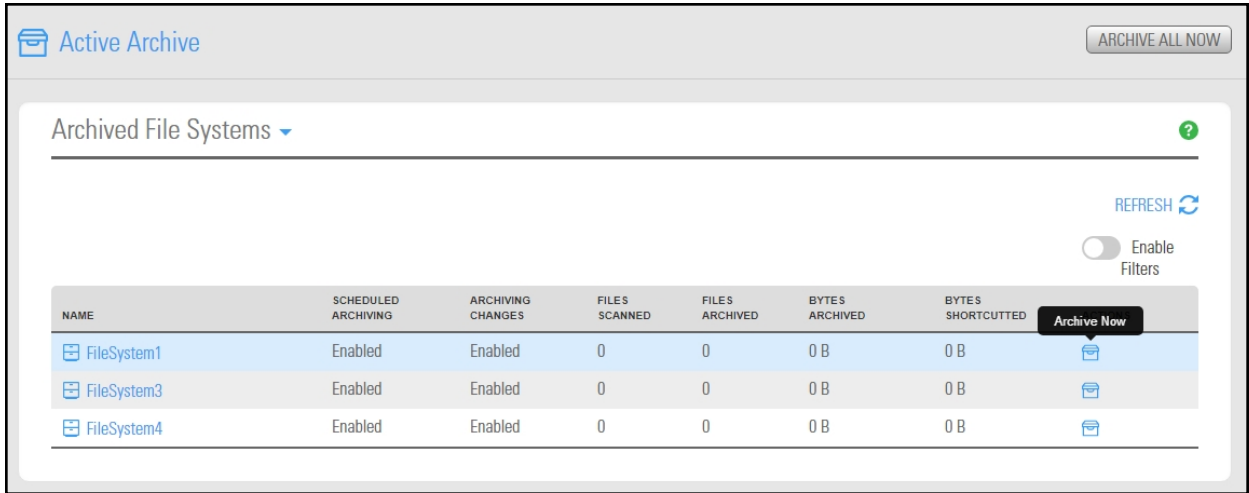 Active Archive
ARCHIVE ALL NOW
Archived File Systems
?
REFRESH
Enable
Filters
NAME SCHEDULED ARCHIVING ARCHIVING CHANGES FILES SCANNED FILES ARCHIVED BYTES ARCHIVED BYTES SHORTCUTTED
Archive Now
FileSystem1 Enabled Enabled 0 0 0 B 0 B
FileSystem3 Enabled Enabled 0 0 0 B 0 B
FileSystem4 Enabled Enabled 0 0 0 B 0 B